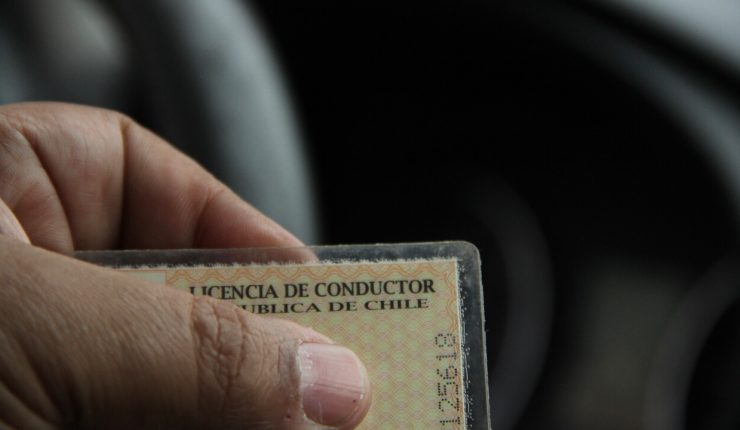 LICENCIA DE CONDUCTOR
DE CHILE
125618